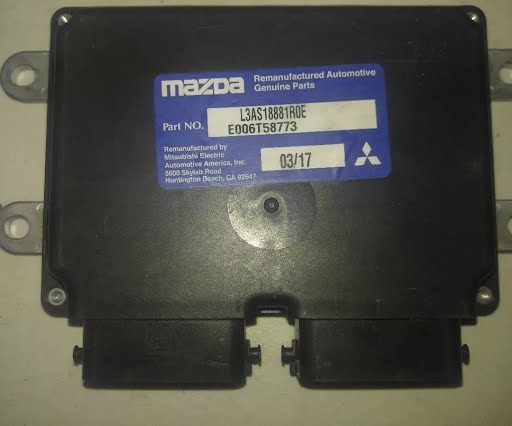 mazDa Remanufactured Automotive
Genuine Parts
Part NO. L3AS18881R0E
E006T58773
Remanufactured by
Mitsubishi Electric
Automotive America, Inc.
5800 Skylab Road
Huntington Beach, CA 92647
03/17